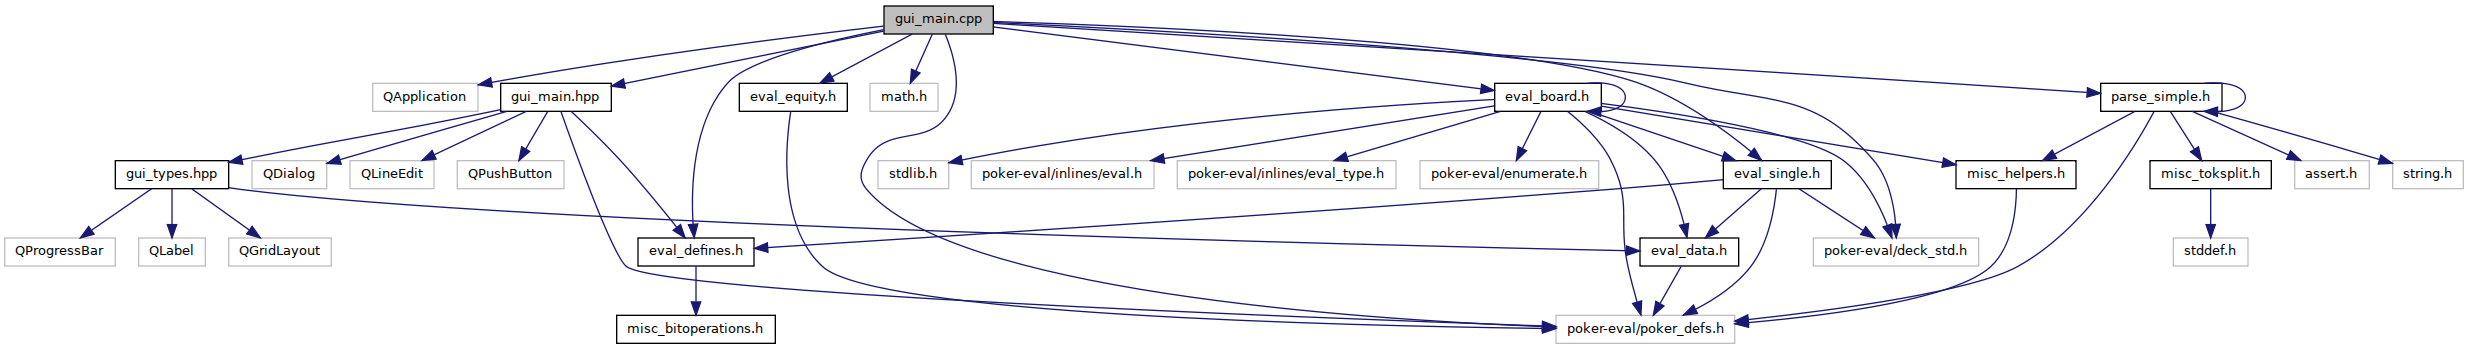 gui_main.cpp
QApplication
gui_main.hpp
eval_equity.h
math.h
eval_board.h
parse_simple.h
gui_types.hpp
QDialog
QLineEdit
QPushButton
stdlib.h
poker-eval/inlines/eval.h
poker-eval/inlines/eval_type.h
poker-eval/enumerate.h
eval_single.h
misc_helpers.h
misc_toksplit.h
assert.h
string.h
QProgressBar
QLabel
QGridLayout
eval_defines.h
eval_data.h
poker-eval/deck_std.h
stddef.h
misc_bitoperations.h
poker-eval/poker_defs.h